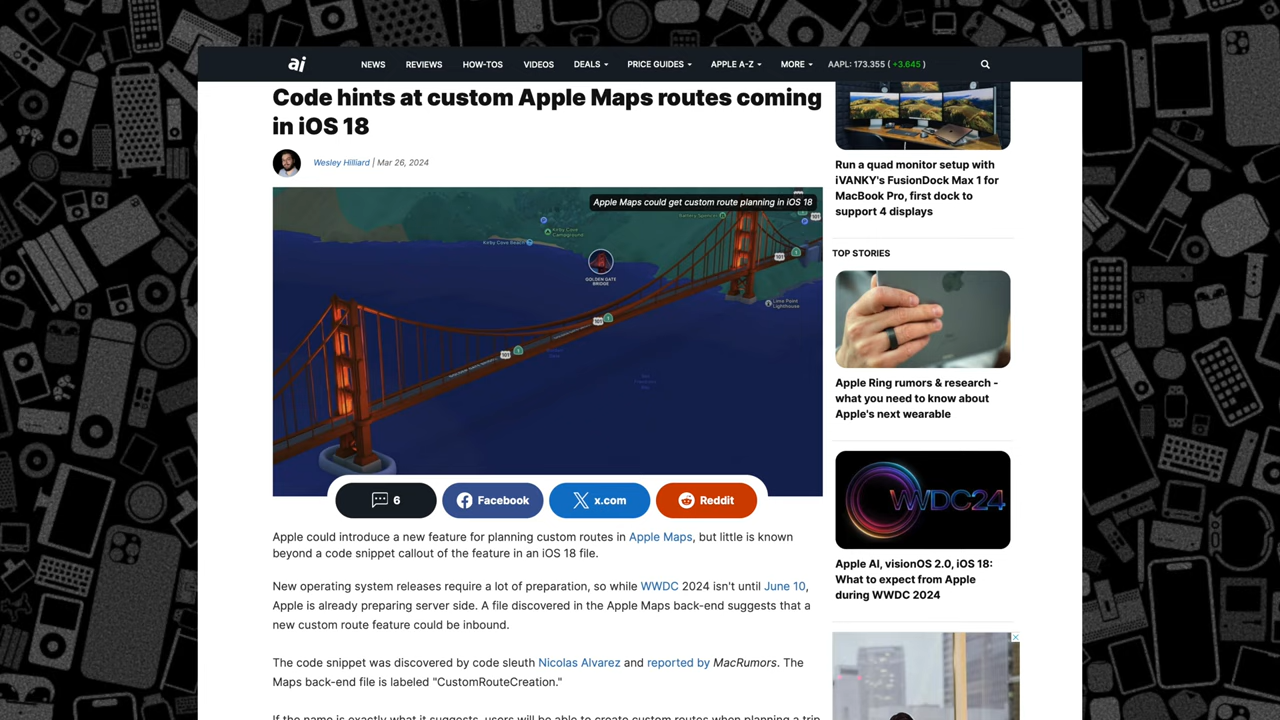 ai NEWS REVIEWS HOW-TOS VIDEOS DEALS PRICE GUIDES APPLE A-Z MORE AAPL: 173.355 ( +3.645 )
Code hints at custom Apple Maps routes coming
in iOS 18
Wesley Hilliard | Mar 26, 2024
Apple Maps could get custom route planning in iOS 18
Battery Spencer
101
Kirby Cove
Campground
Kirby Cove Beach
GOLDEN GATE
BRIDGE
101 1
Lime Point
Lighthouse
101 1
101 1
6 Facebook x.com Reddit
Apple could introduce a new feature for planning custom routes in Apple Maps, but little is known
beyond a code snippet callout of the feature in an iOS 18 file.
New operating system releases require a lot of preparation, so while WWDC 2024 isn't until June 10,
Apple is already preparing server side. A file discovered in the Apple Maps back-end suggests that a
new custom route feature could be inbound.
The code snippet was discovered by code sleuth Nicolas Alvarez and reported by MacRumors. The
Maps back-end file is labeled "CustomRouteCreation."
If the name is exactly what it suggests, users will be able to create custom routes when planning a trip
Run a quad monitor setup with
iVANKY's FusionDock Max 1 for
MacBook Pro, first dock to
support 4 displays
TOP STORIES
Apple Ring rumors & research -
what you need to know about
Apple's next wearable
WWDC24
Apple AI, visionOS 2.0, iOS 18:
What to expect from Apple
during WWDC 2024